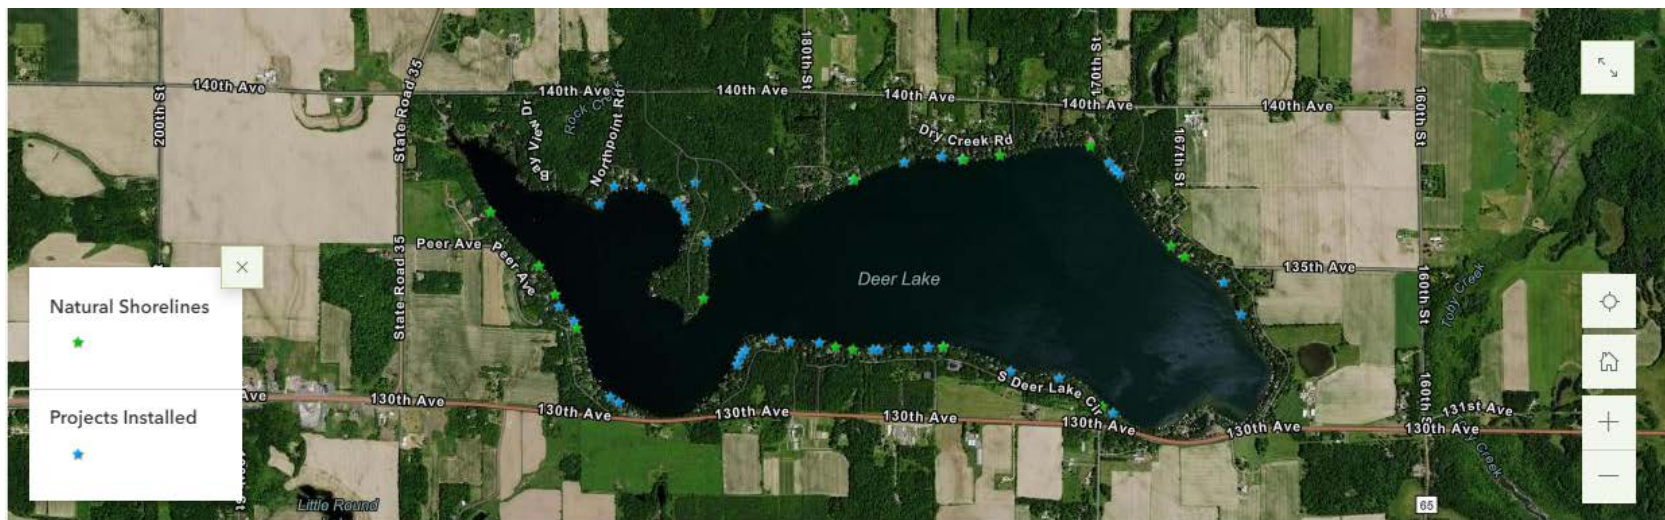 140th Ave
140th Ave
140th Ave
140th Ave
140th Ave
140th Ave
200th St
State Road 35
Bay View Dr
Rock Creek
Northpoint Rd
180th St
Dry Creek Rd
170th St
167th St
160th St
Peer Ave
Peer Ave
State Road 35
Deer Lake
135th Ave
160th St
Toby Creek
Natural Shorelines
Projects Installed
S Deer Lake Cir
160th St
Ave
130th Ave
130th Ave
130th Ave
130th Ave
130th Ave
130th Ave
130th Ave
131st Ave
Creek
Little Round
65